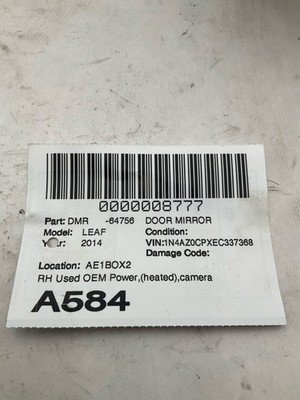 0000008777
Part: DMR -64756 DOOR MIRROR
Model: LEAF Condition:
Year: 2014 VIN:1N4AZ0CPXEC337368
Damage Code:
Location: AE1BOX2
RH Used OEM Power,(heated),camera
A584